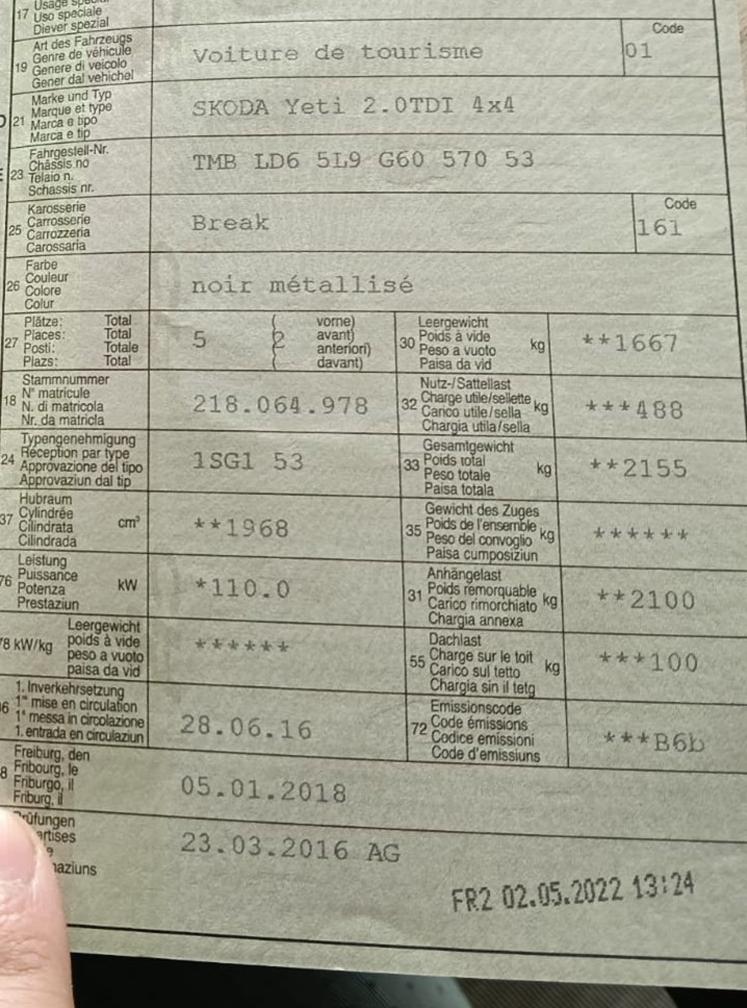 17 Usage
Uso speciale
Diever spezial
Art des Fahrzeugs
Genre de véhicule
19 Genere di veicolo
Gener dal vehichel
Voiture de tourisme
Code
01
Marke und Typ
21 Marque et type
Marca e tipo
Marca e tip
SKODA Yeti 2.0TDI 4x4
Fahrgestell-Nr.
Châssis no
23 Telaio n.
Schassis nr.
TMB LD6 5L9 G60 570 53
Karosserie
Carrosserie
25 Carrozzeria
Carossaria
Break
Code
161
Farbe
Couleur
26 Colore
Colur
noir métallisé
Plätze: Total
27 Places: Total
Posti: Totale
Plazs: Total
5
( vorne)
( 2 avant)
( anteriori)
( davant)
Leergewicht
30 Poids à vide kg
Peso a vuoto
Paisa da vid
**1667
Stammnummer
18 N° matricule
N. di matricola
Nr. da matricla
218.064.978
Nutz-/Sattellast
32 Charge utile/sellette kg
Carico utile/sella
Chargia utila/sella
***488
Typengenehmigung
24 Réception par type
Approvazione del tipo
Approvaziun dal tip
1SG1 53
Gesamtgewicht
33 Poids total kg
Peso totale
Paisa totala
**2155
Hubraum
37 Cylindrée cm³
Cilindrata
Cilindrada
**1968
Gewicht des Zuges
35 Poids de l'ensemble kg
Peso del convoglio
Paisa cumposiziun
******
Leistung
76 Puissance kW
Potenza
Prestaziun
*110.0
Anhängelast
31 Poids remorquable kg
Carico rimorchiato
Chargia annexa
**2100
Leergewicht
78 kW/kg poids à vide
peso a vuoto
paisa da vid
******
Dachlast
55 Charge sur le toit kg
Carico sul tetto
Chargia sin il tetg
***100
1. Inverkehrsetzung
1re mise en circulation
1a messa in circolazione
1. entrada en circulaziun
28.06.16
Emissionscode
72 Code émissions
Codice emissioni
Code d'emissiuns
***B6b
Freiburg, den
Fribourg, le
Friburgo, il
Friburg, il
05.01.2018
Prüfungen
23.03.2016 AG
FR2 02.05.2022 13:24